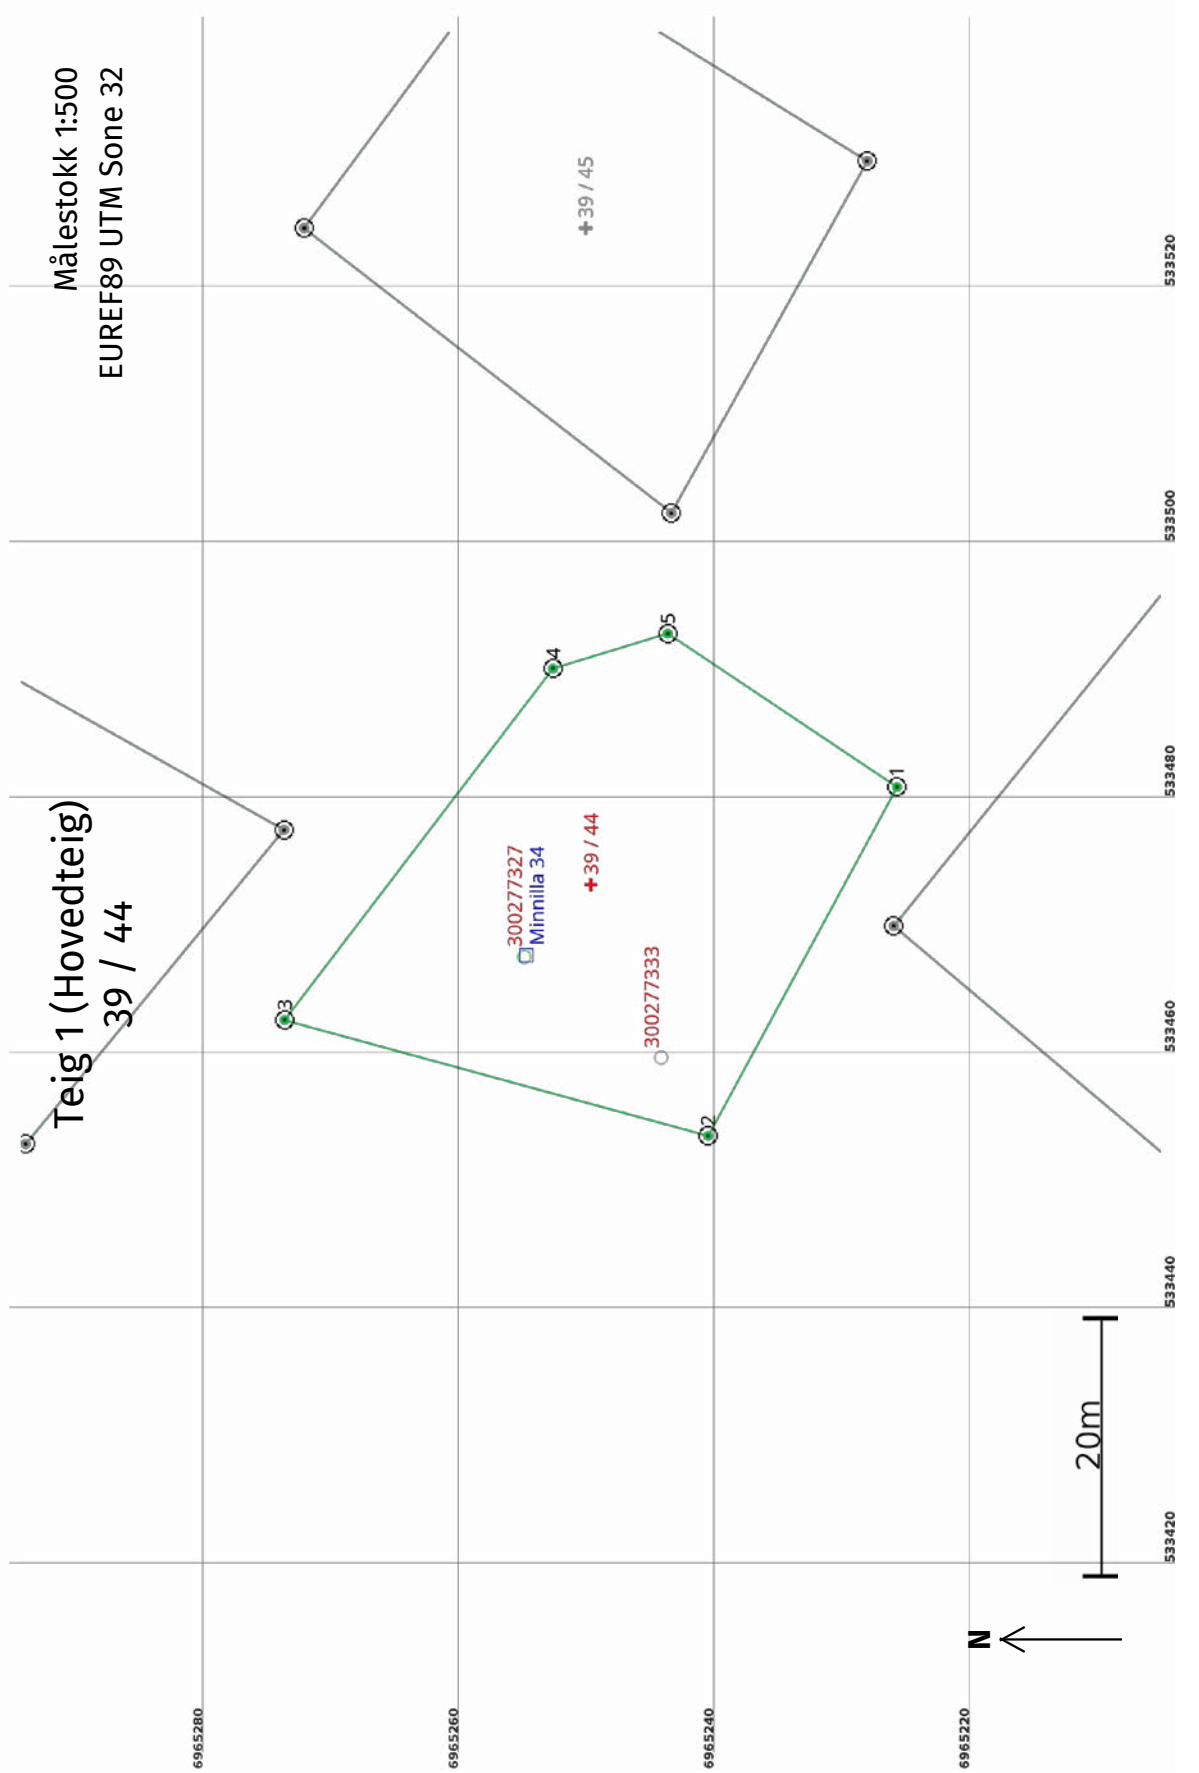 Teig 1 (Hovedteig)
39 / 44
Målestokk 1:500
EUREF89 UTM Sone 32
6965280
6965260
6965240
6965220
3
4
5
2
1
300277327
Minnilla 34
39 / 44
300277333
39 / 45
N
20m
533420
533440
533460
533480
533500
533520